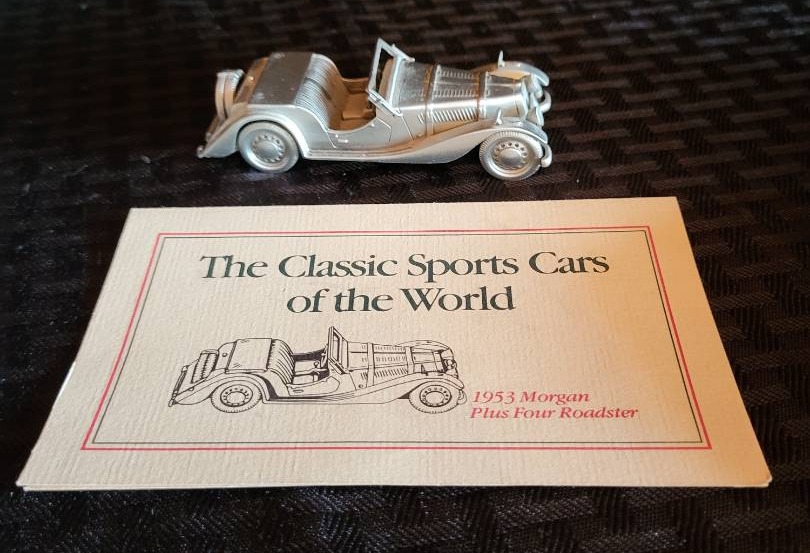 The Classic Sports Cars
of the World
1953 Morgan
Plus Four Roadster